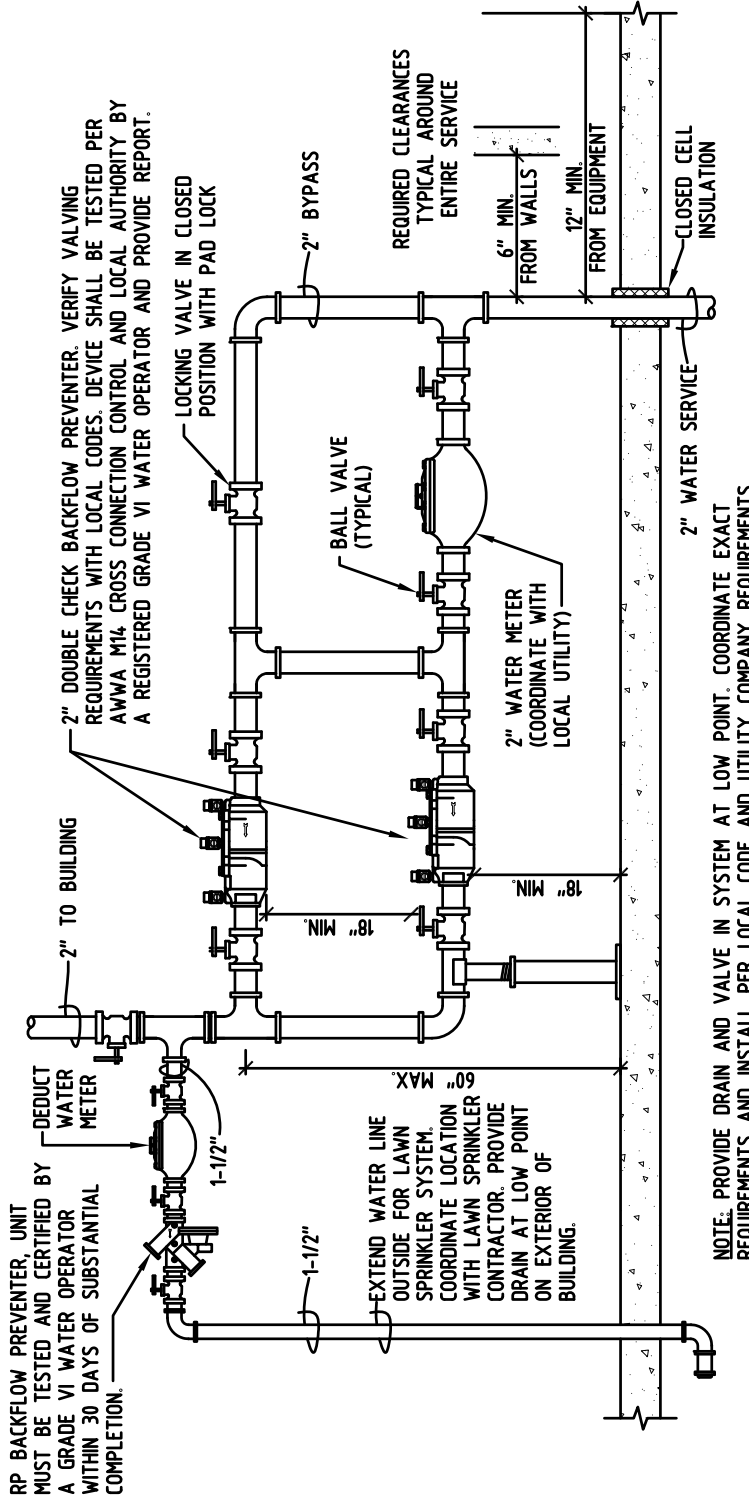 RP BACKFLOW PREVENTER, UNIT
MUST BE TESTED AND CERTIFIED BY
A GRADE VI WATER OPERATOR
WITHIN 30 DAYS OF SUBSTANTIAL
COMPLETION.
DEDUCT
WATER
METER
2" TO BUILDING
2" DOUBLE CHECK BACKFLOW PREVENTER. VERIFY VALVING
REQUIREMENTS WITH LOCAL CODES. DEVICE SHALL BE TESTED PER
AWWA M14 CROSS CONNECTION CONTROL AND LOCAL AUTHORITY BY
A REGISTERED GRADE VI WATER OPERATOR AND PROVIDE REPORT.
LOCKING VALVE IN CLOSED
POSITION WITH PAD LOCK
2" BYPASS
1-1/2"
1-1/2"
EXTEND WATER LINE
OUTSIDE FOR LAWN
SPRINKLER SYSTEM.
COORDINATE LOCATION
WITH LAWN SPRINKLER
CONTRACTOR. PROVIDE
DRAIN AT LOW POINT
ON EXTERIOR OF
BUILDING.
60" MAX.
18" MIN.
18" MIN.
BALL VALVE
(TYPICAL)
2" WATER METER
(COORDINATE WITH
LOCAL UTILITY)
REQUIRED CLEARANCES
TYPICAL AROUND
ENTIRE SERVICE
6" MIN.
FROM WALLS
12" MIN.
FROM EQUIPMENT
CLOSED CELL
INSULATION
2" WATER SERVICE
NOTE: PROVIDE DRAIN AND VALVE IN SYSTEM AT LOW POINT. COORDINATE EXACT
REQUIREMENTS AND INSTALL PER LOCAL CODE AND UTILITY COMPANY REQUIREMENTS